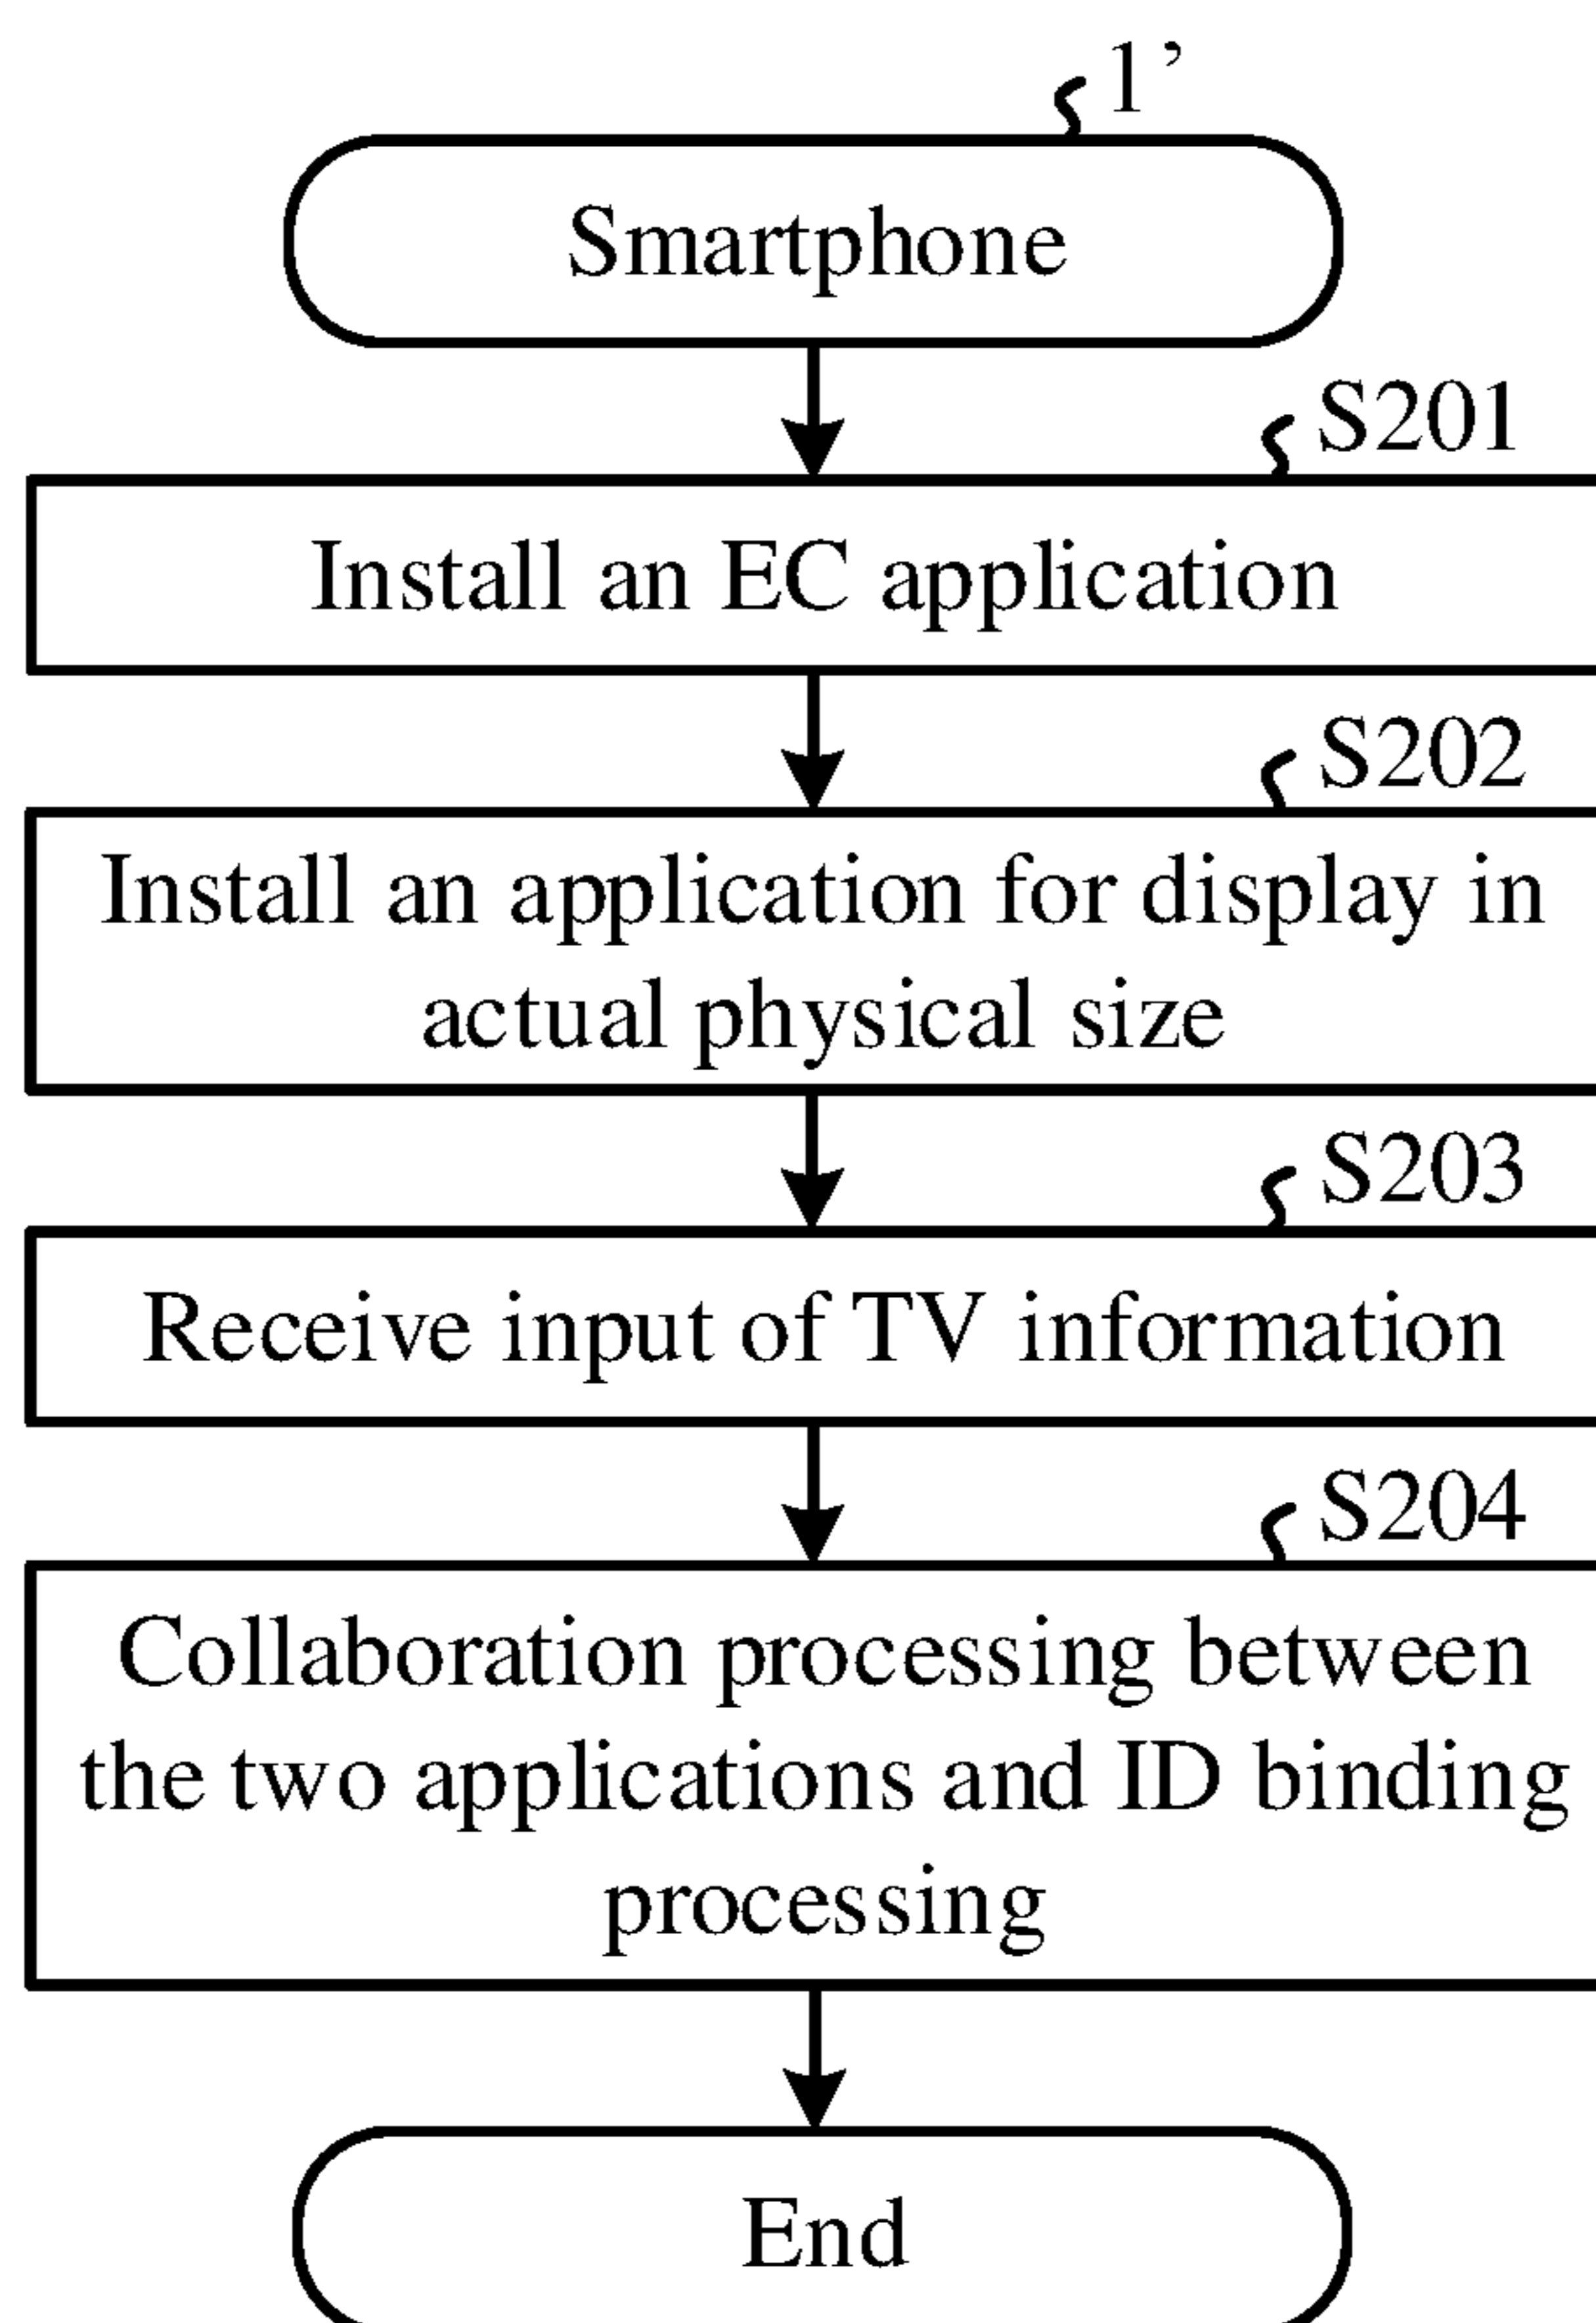 1’
Smartphone
S201
Install an EC application
S202
Install an application for display in
actual physical size
S203
Receive input of TV information
S204
Collaboration processing between
the two applications and ID binding
processing
End